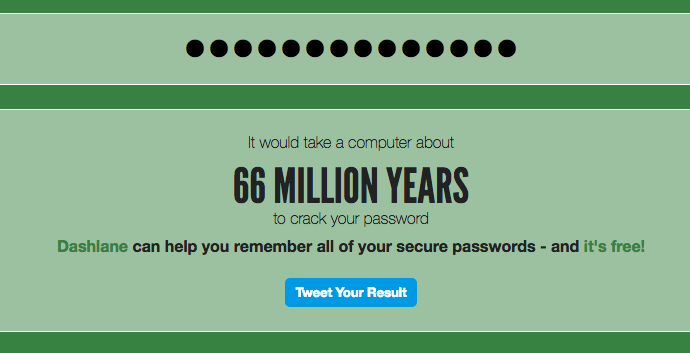 ●●●●●●●●●●●●●●
It would take a computer about
66 MILLION YEARS
to crack your password
Dashlane can help you remember all of your secure passwords - and it's free!
Tweet Your Result